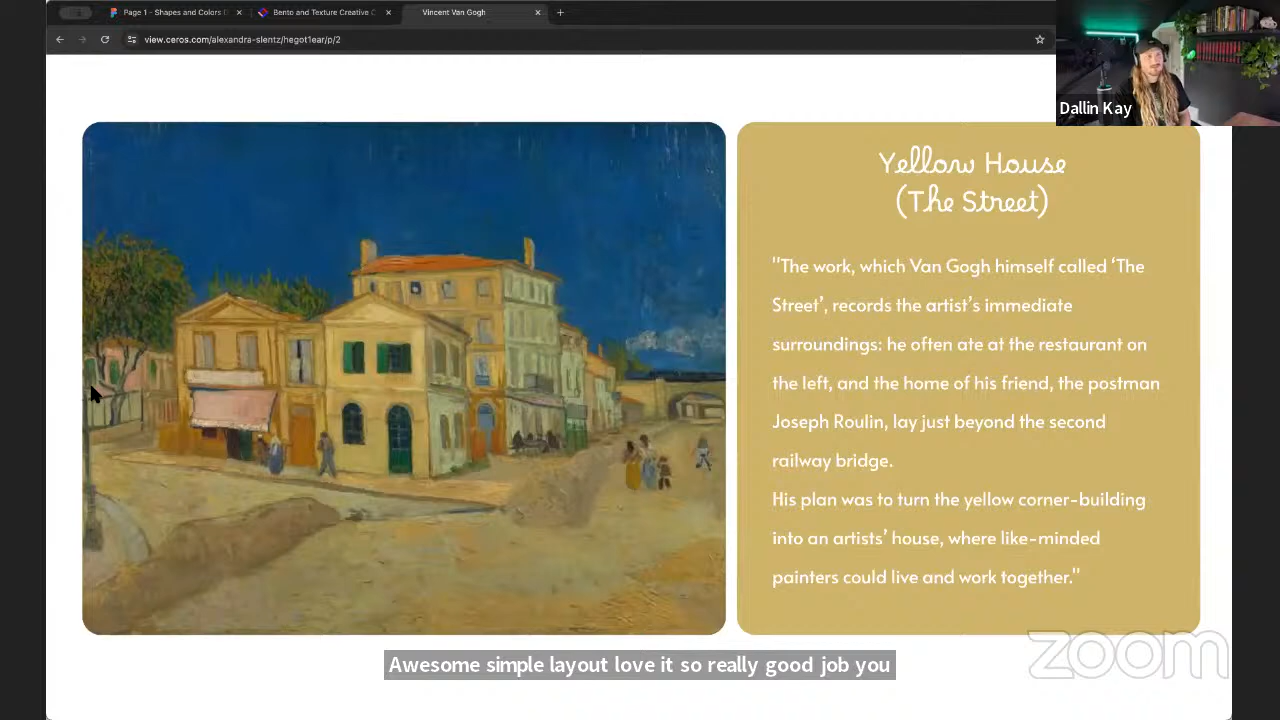 Page 1 - Shapes and Colors (
Bento and Texture Creative C
Vincent Van Gogh
view.ceros.com/alexandra-slentz/hegot1ear/p/2
Dallin Kay
Yellow House
(The Street)
"The work, which Van Gogh himself called ‘The
Street’, records the artist’s immediate
surroundings: he often ate at the restaurant on
the left, and the home of his friend, the postman
Joseph Roulin, lay just beyond the second
railway bridge.
His plan was to turn the yellow corner-building
into an artists’ house, where like-minded
painters could live and work together."
Awesome simple layout love it so really good job you
zoom